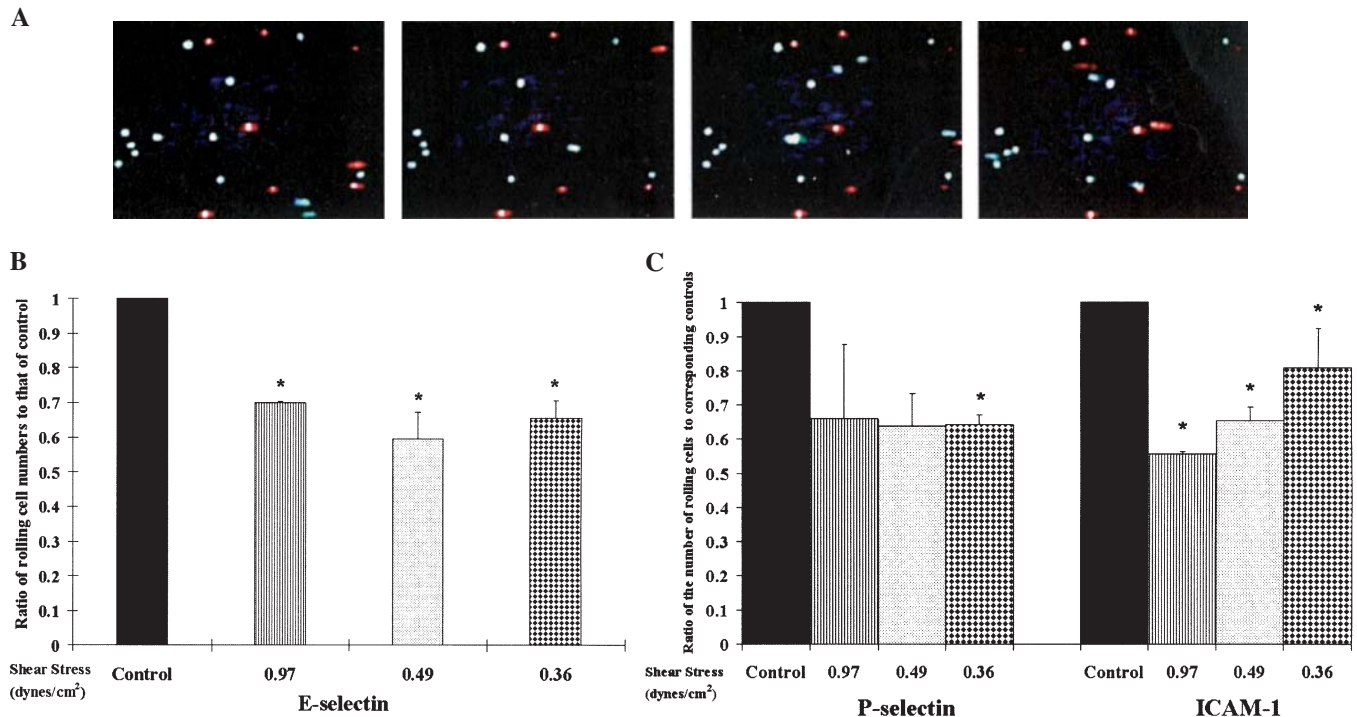 A
B
Ratio of rolling cell numbers to that of control
1
0.9
0.8
0.7
0.6
0.5
0.4
0.3
0.2
0.1
0
*
*
*
Shear Stress
(dynes/cm²)
Control
0.97
0.49
0.36
E-selectin
C
Ratio of the number of rolling cells to corresponding controls
1
0.9
0.8
0.7
0.6
0.5
0.4
0.3
0.2
0.1
0
*
*
*
*
Shear Stress
(dynes/cm²)
Control
0.97
0.49
0.36
Control
0.97
0.49
0.36
P-selectin
ICAM-1